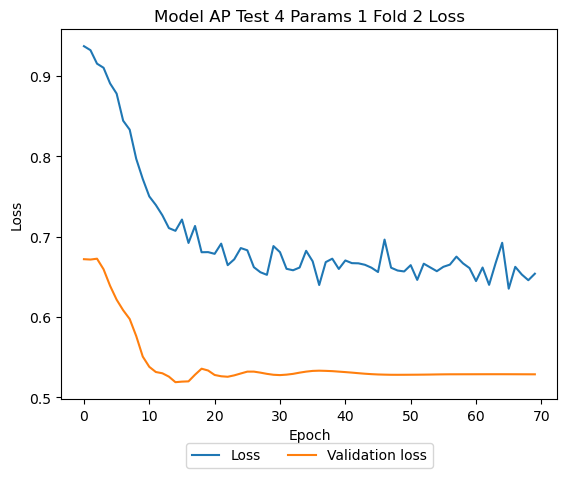 Model AP Test 4 Params 1 Fold 2 Loss
Loss
0.9
0.8
0.7
0.6
0.5
0 10 20 30 40 50 60 70
Epoch
Loss Validation loss